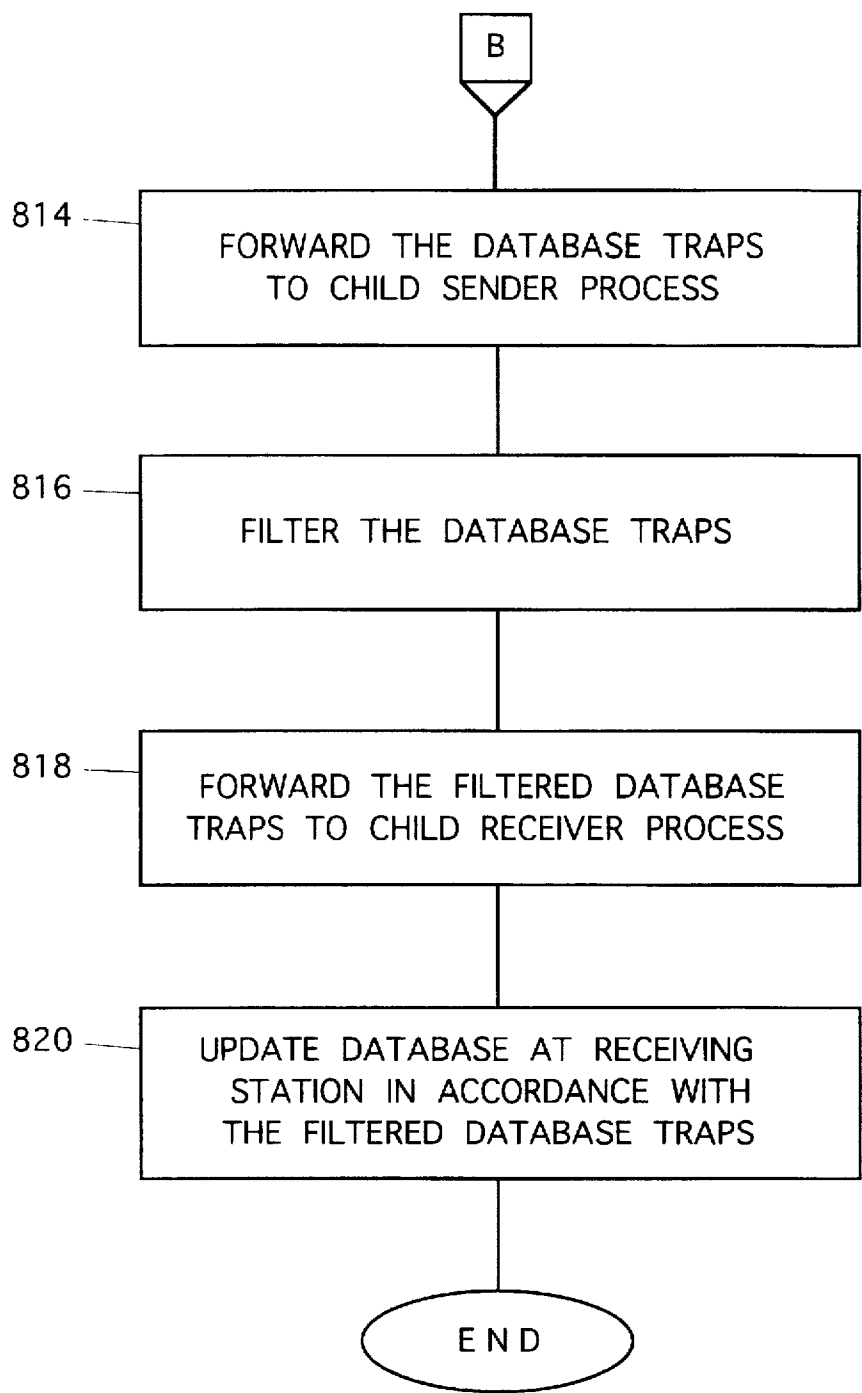 B
814
FORWARD THE DATABASE TRAPS
TO CHILD SENDER PROCESS
816
FILTER THE DATABASE TRAPS
818
FORWARD THE FILTERED DATABASE
TRAPS TO CHILD RECEIVER PROCESS
820
UPDATE DATABASE AT RECEIVING
STATION IN ACCORDANCE WITH
THE FILTERED DATABASE TRAPS
END